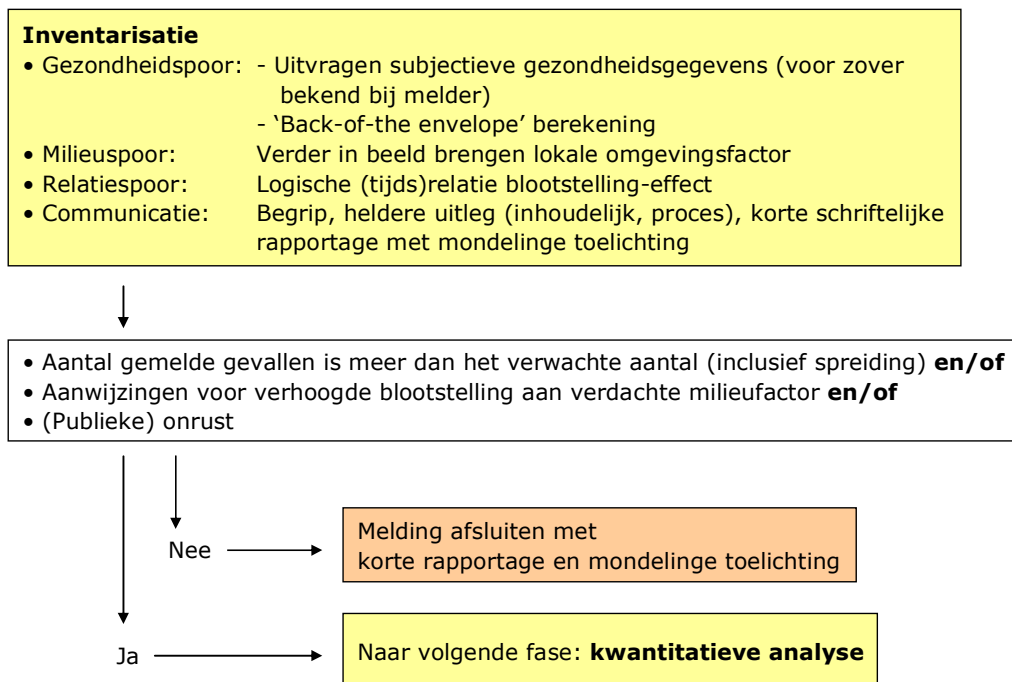 Inventarisatie
• Gezondheidspoor: - Uitvragen subjectieve gezondheidsgegevens (voor zover
bekend bij melder)
- ‘Back-of-the envelope’ berekening
• Milieuspoor: Verder in beeld brengen lokale omgevingsfactor
• Relatiespoor: Logische (tijds)relatie blootstelling-effect
• Communicatie: Begrip, heldere uitleg (inhoudelijk, proces), korte schriftelijke
rapportage met mondelinge toelichting
• Aantal gemelde gevallen is meer dan het verwachte aantal (inclusief spreiding) en/of
• Aanwijzingen voor verhoogde blootstelling aan verdachte milieufactor en/of
• (Publieke) onrust
Nee
Melding afsluiten met
korte rapportage en mondelinge toelichting
Ja
Naar volgende fase: kwantitatieve analyse